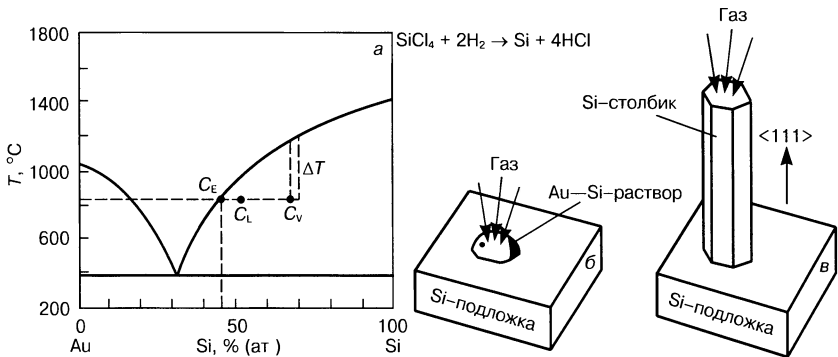 1800
1400
1000
600
200
T, °C
а
C_E
C_L
C_V
ΔT
0
50
100
Au
Si, % (ат )
Si
SiCl₄ + 2H₂ → Si + 4HCl
Газ
Au—Si–раствор
б
Si–подложка
Газ
Si–столбик
<111>
в
Si–подложка